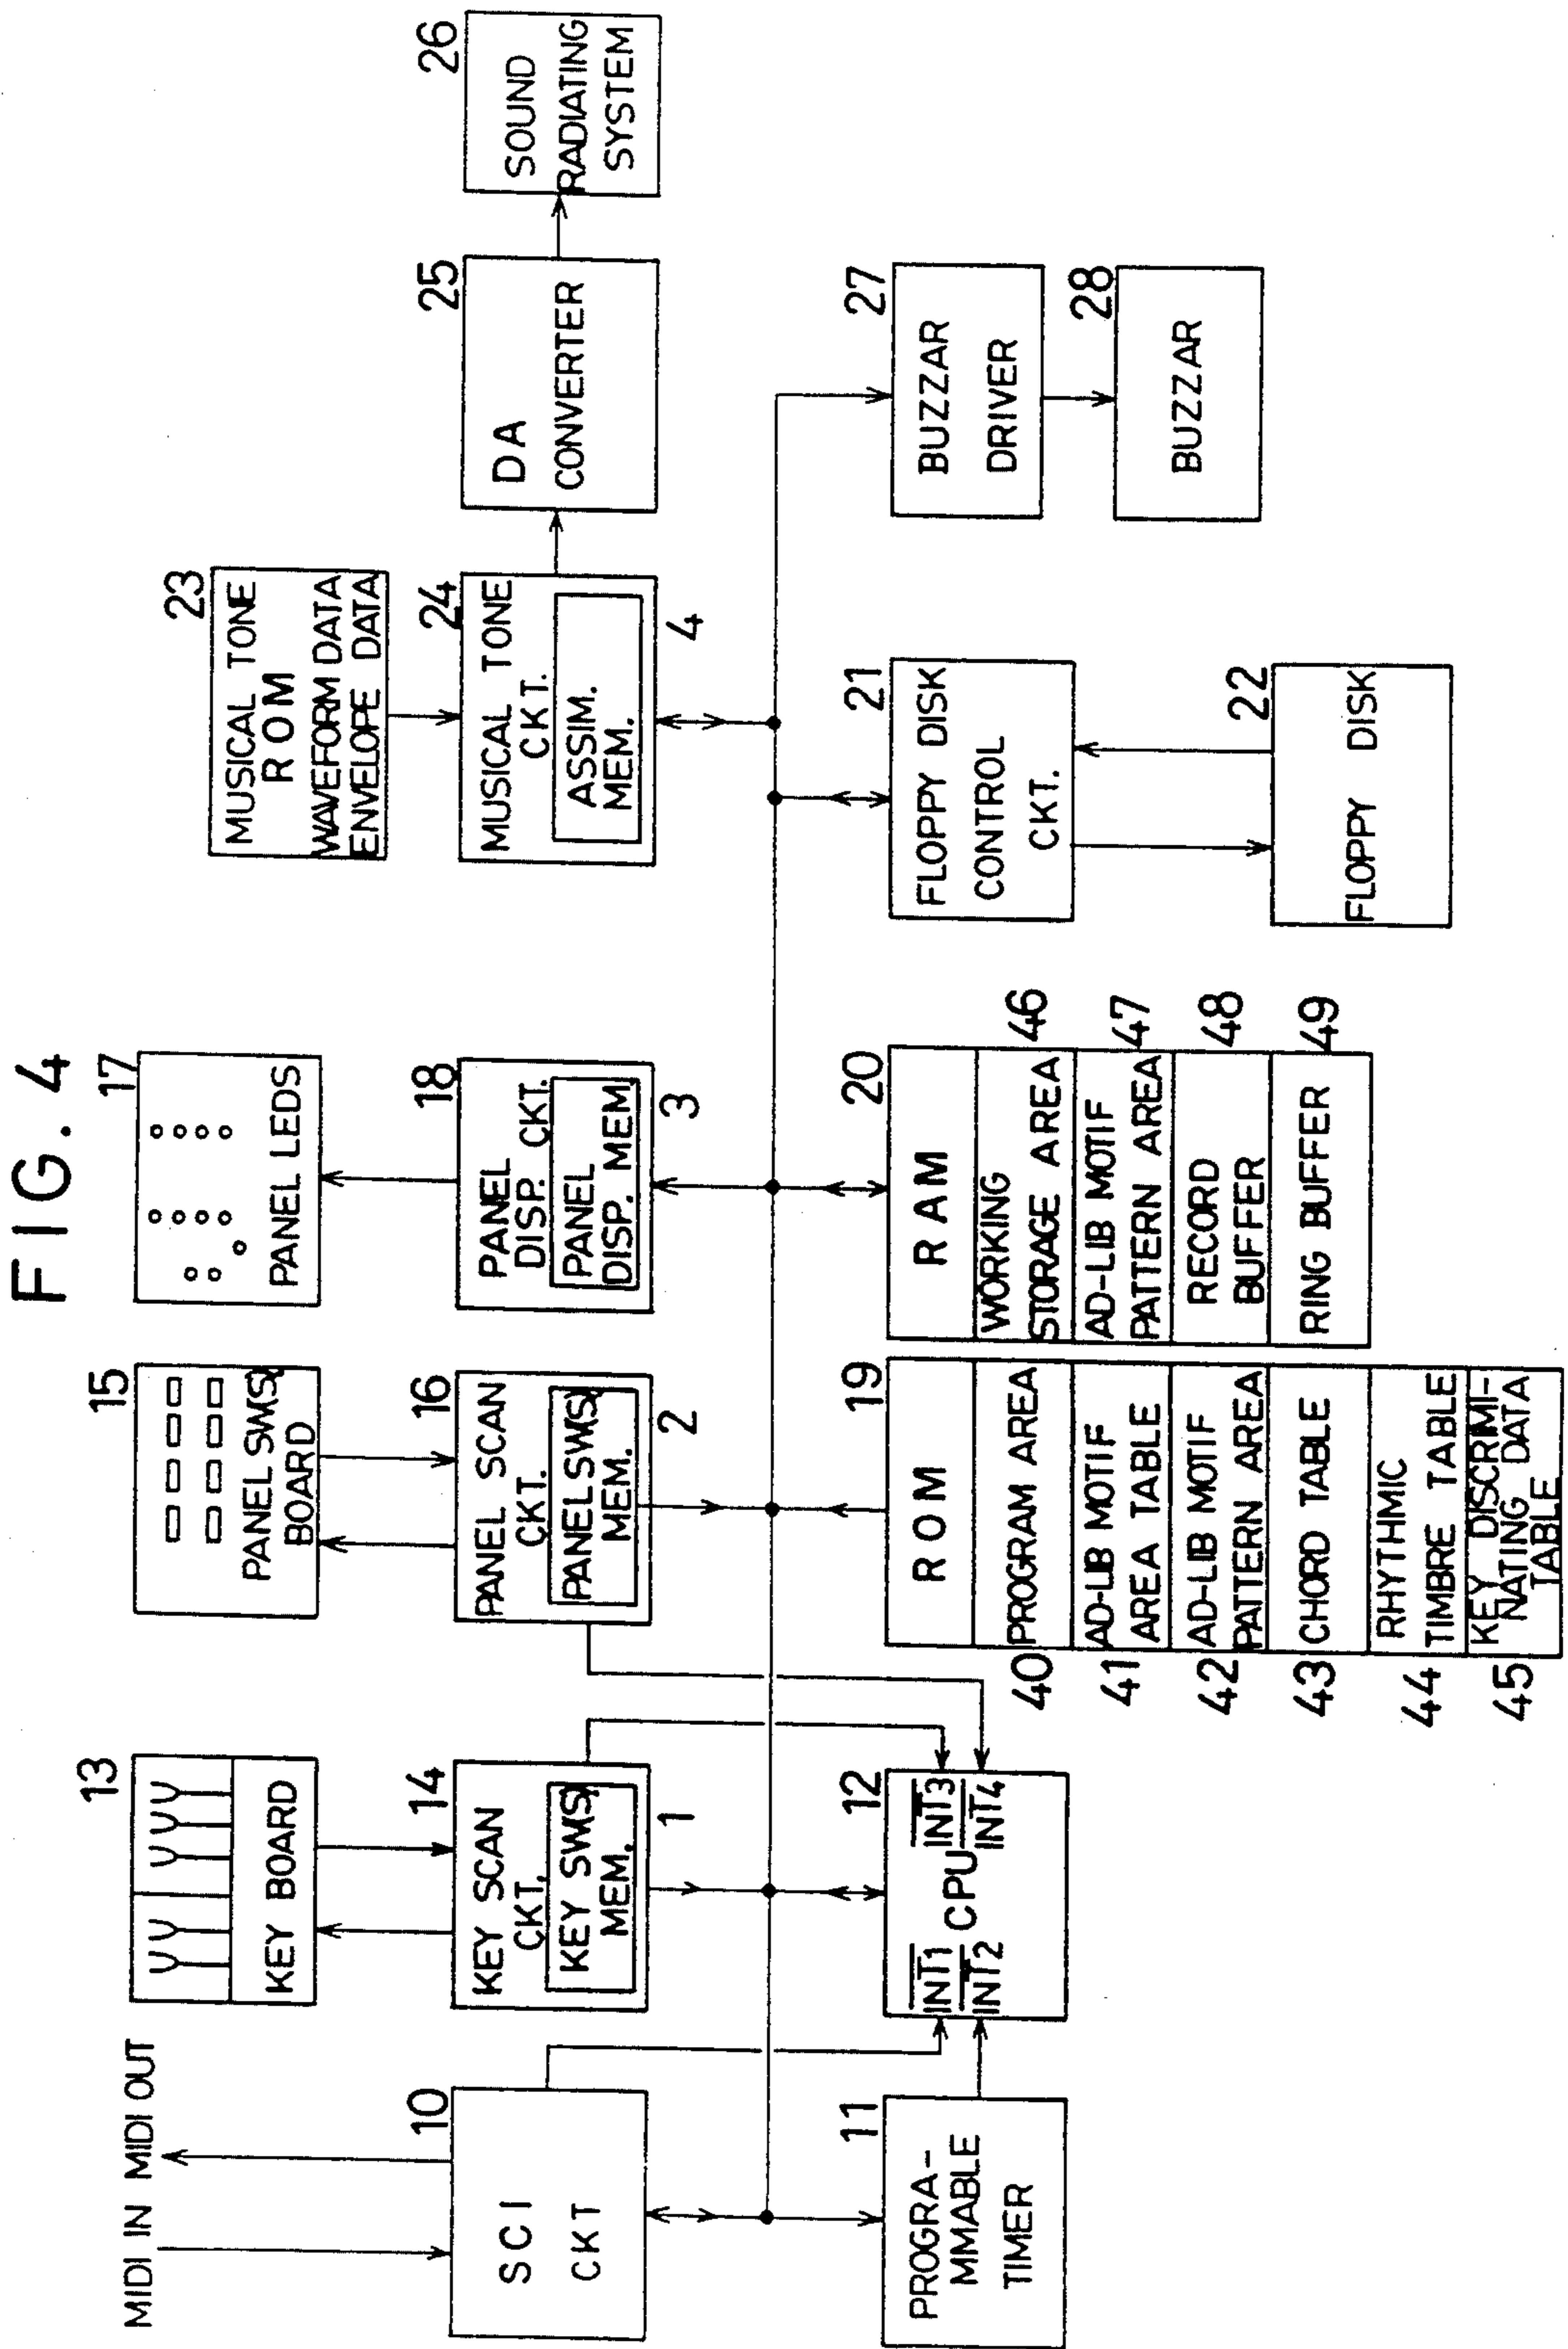 FIG. 4
MIDI IN MIDI OUT
10
SCI
CKT
11
PROGRA-
MMABLE
TIMER
13
KEY BOARD
14
KEY SCAN
CKT.
KEY SW(S)
MEM.
1
12
INT1
INT2
CPU
INT3
INT4
15
PANEL SW(S)
BOARD
16
PANEL SCAN
CKT.
PANEL SW(S)
MEM.
2
17
PANEL LEDS
18
PANEL
DISP. CKT.
PANEL
DISP. MEM.
3
19
ROM
40
PROGRAM AREA
41
AD-LIB MOTIF
AREA TABLE
42
AD-LIB MOTIF
PATTERN AREA
43
CHORD TABLE
44
RHYTHMIC
TIMBRE TABLE
45
KEY DISCRIMI-
NATING DATA
TABLE
20
RAM
46
WORKING
STORAGE AREA
47
AD-LIB MOTIF
PATTERN AREA
48
RECORD
BUFFER
49
RING BUFFER
23
MUSICAL TONE
ROM
WAVEFORM DATA
ENVELOPE DATA
24
MUSICAL TONE
CKT.
ASSIM.
MEM.
4
21
FLOPPY DISK
CONTROL
CKT.
22
FLOPPY DISK
25
DA
CONVERTER
26
SOUND
RADIATING
SYSTEM
27
BUZZAR
DRIVER
28
BUZZAR